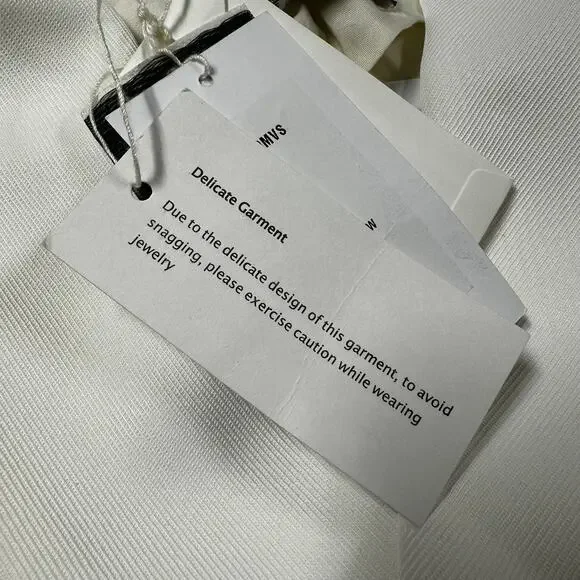 WMVS
W
Delicate Garment
Due to the delicate design of this garment, to avoid
snagging, please exercise caution while wearing
jewelry